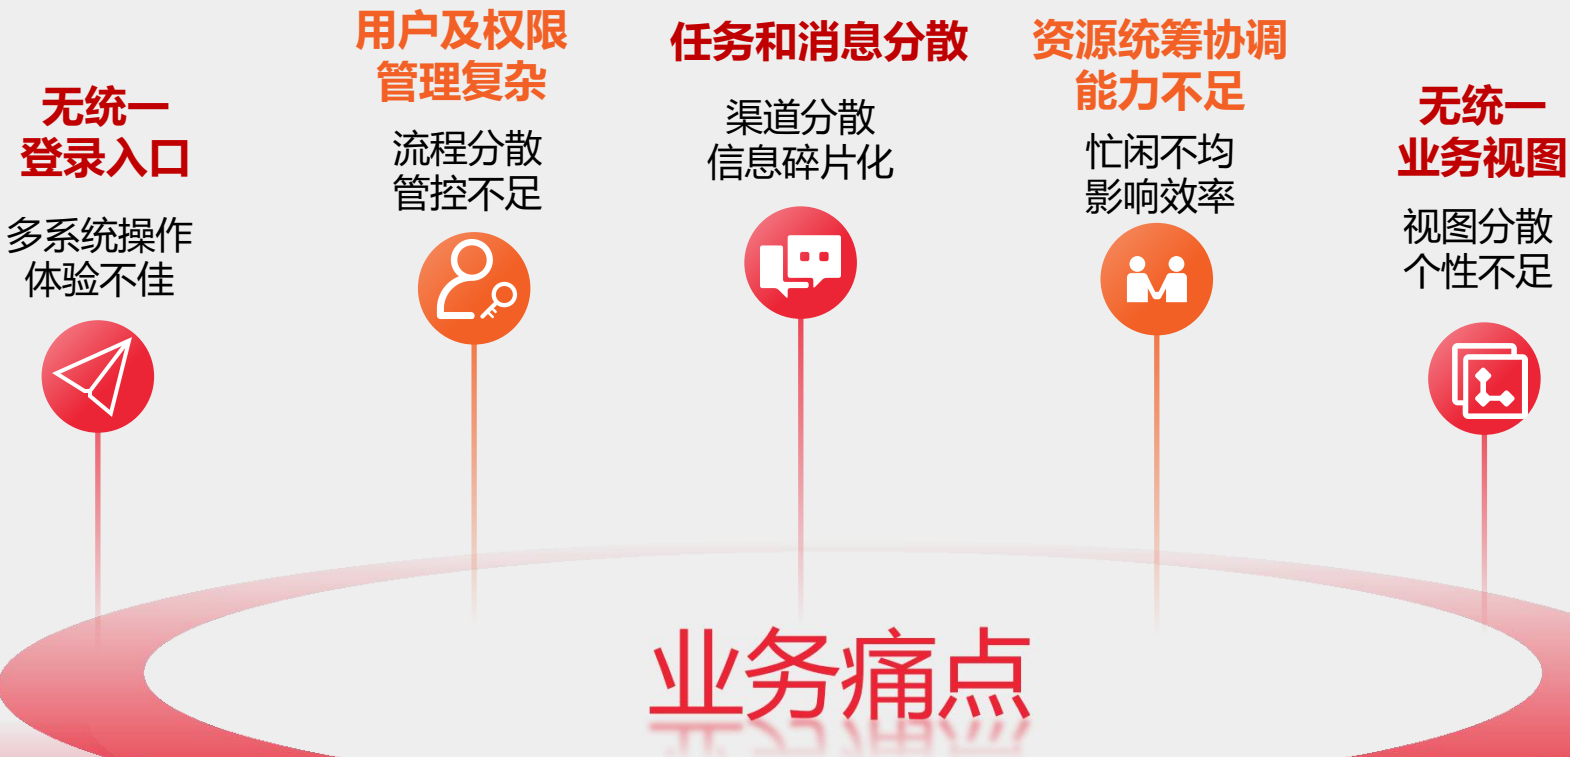 无统一
登录入口
多系统操作
体验不佳
用户及权限
管理复杂
流程分散
管控不足
任务和消息分散
渠道分散
信息碎片化
资源统筹协调
能力不足
忙闲不均
影响效率
无统一
业务视图
视图分散
个性不足
业务痛点